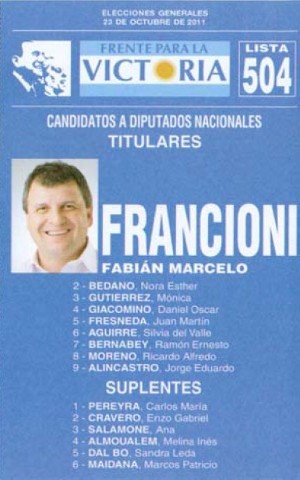 ELECCIONES GENERALES
23 DE OCTUBRE DE 2011
FRENTE PARA LA
VICTORIA
LISTA
504
CANDIDATOS A DIPUTADOS NACIONALES
TITULARES
FRANCIONI
FABIÁN MARCELO
2 - BEDANO, Nora Esther
3 - GUTIERREZ, Mónica
4 - GIACOMINO, Daniel Oscar
5 - FRESNEDA, Juan Martín
6 - AGUIRRE, Silvia del Valle
7 - BERNABEY, Ramón Ernesto
8 - MORENO, Ricardo Alfredo
9 - ALINCASTRO, Jorge Eduardo
SUPLENTES
1 - PEREYRA, Carlos María
2 - CRAVERO, Enzo Gabriel
3 - SALAMONE, Ana
4 - ALMOUALEM, Melina Inés
5 - DAL BO, Sandra Leda
6 - MAIDANA, Marcos Patricio